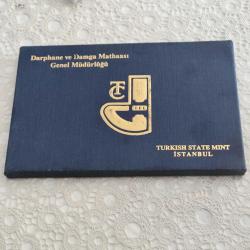 Darphane ve Damga Matbaası
Genel Müdürlüğü
TC
TURKISH STATE MINT
İSTANBUL